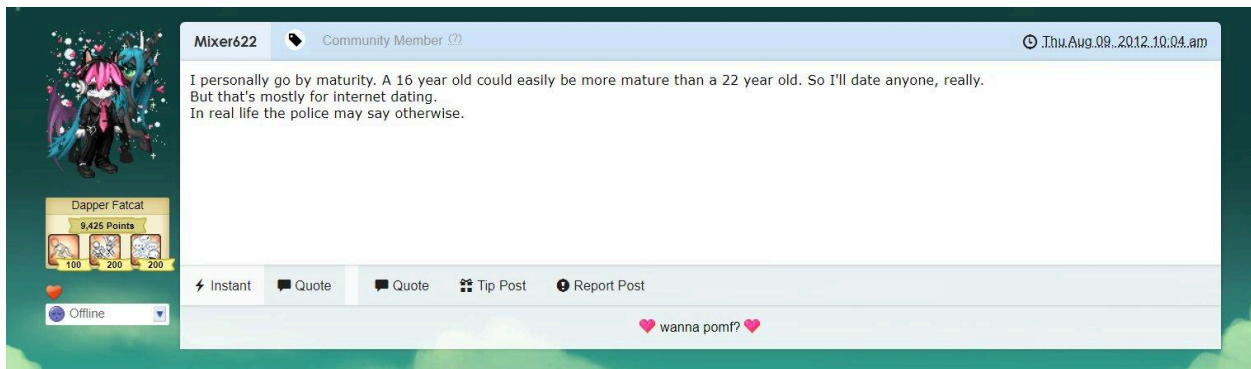 Mixer622
Community Member (?)
Thu Aug 09, 2012 10:04 am
I personally go by maturity. A 16 year old could easily be more mature than a 22 year old. So I'll date anyone, really.
But that's mostly for internet dating.
In real life the police may say otherwise.
Dapper Fatcat
9,425 Points
100 200 200
Offline
Instant Quote Quote Tip Post Report Post
wanna pomf?